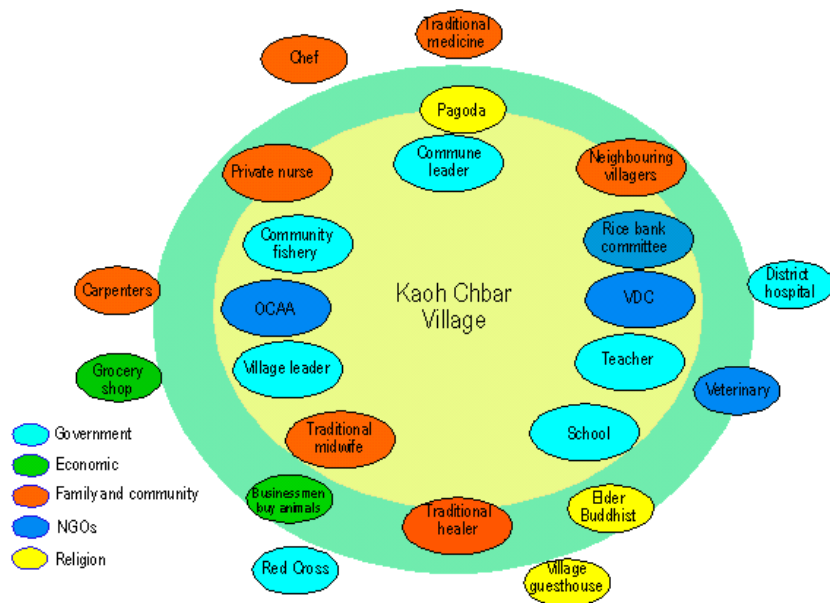 Traditional
medicine
Chef
Pagoda
Commune
leader
Private nurse
Neighbouring
villagers
Community
fishery
Rice bank
committee
Carpenters
OCAA
Kaoh Chbar
Village
VDC
District
hospital
Grocery
shop
Village leader
Teacher
Veterinary
Traditional
midwife
School
Businessmen
buy animals
Traditional
healer
Elder
Buddhist
Red Cross
Village
guesthouse
Government
Economic
Family and community
NGOs
Religion